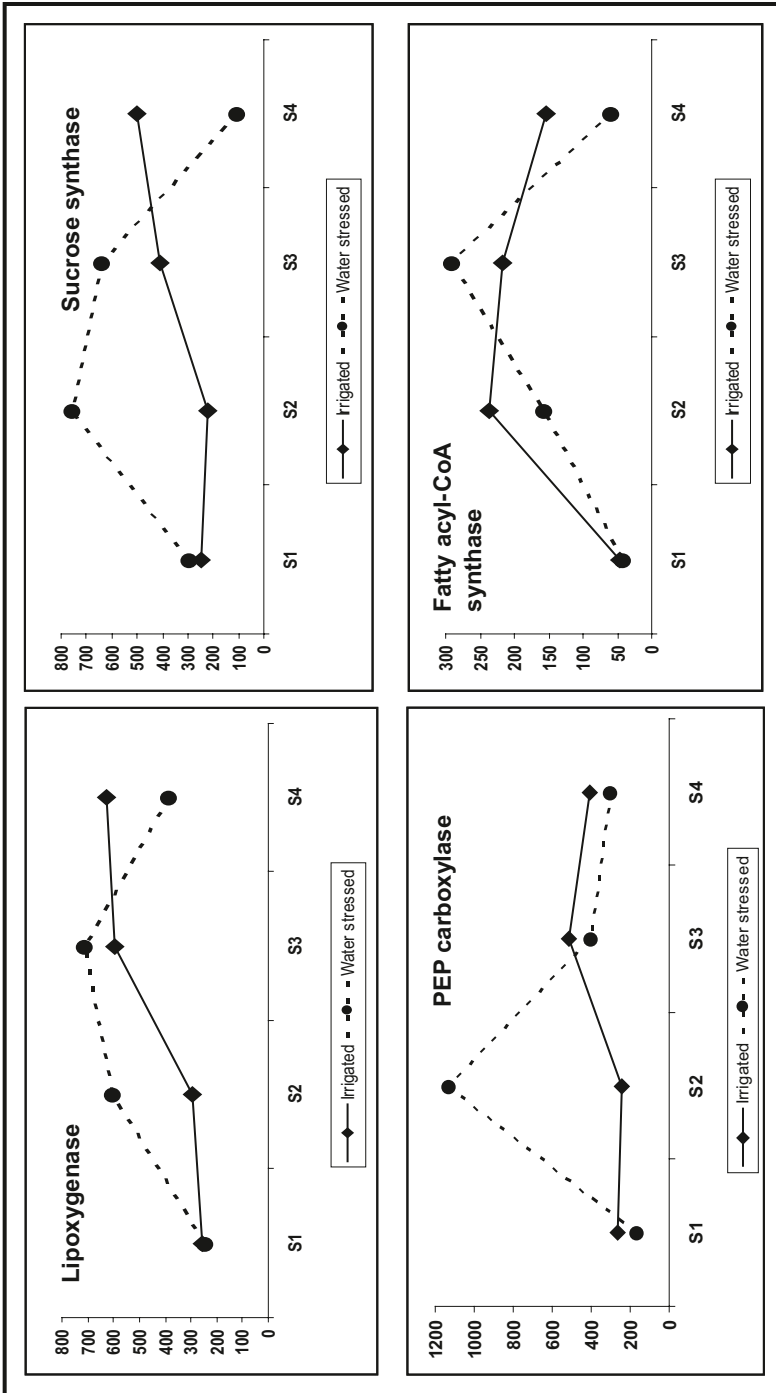 Lipoxygenase
800
700
600
500
400
300
200
100
0
S1 S2 S3 S4
Irrigated Water stressed
Sucrose synthase
800
700
600
500
400
300
200
100
0
S1 S2 S3 S4
Irrigated Water stressed
PEP carboxylase
1200
1000
800
600
400
200
0
S1 S2 S3 S4
Irrigated Water stressed
Fatty acyl-CoA
synthase
300
250
200
150
100
50
0
S1 S2 S3 S4
Irrigated Water stressed